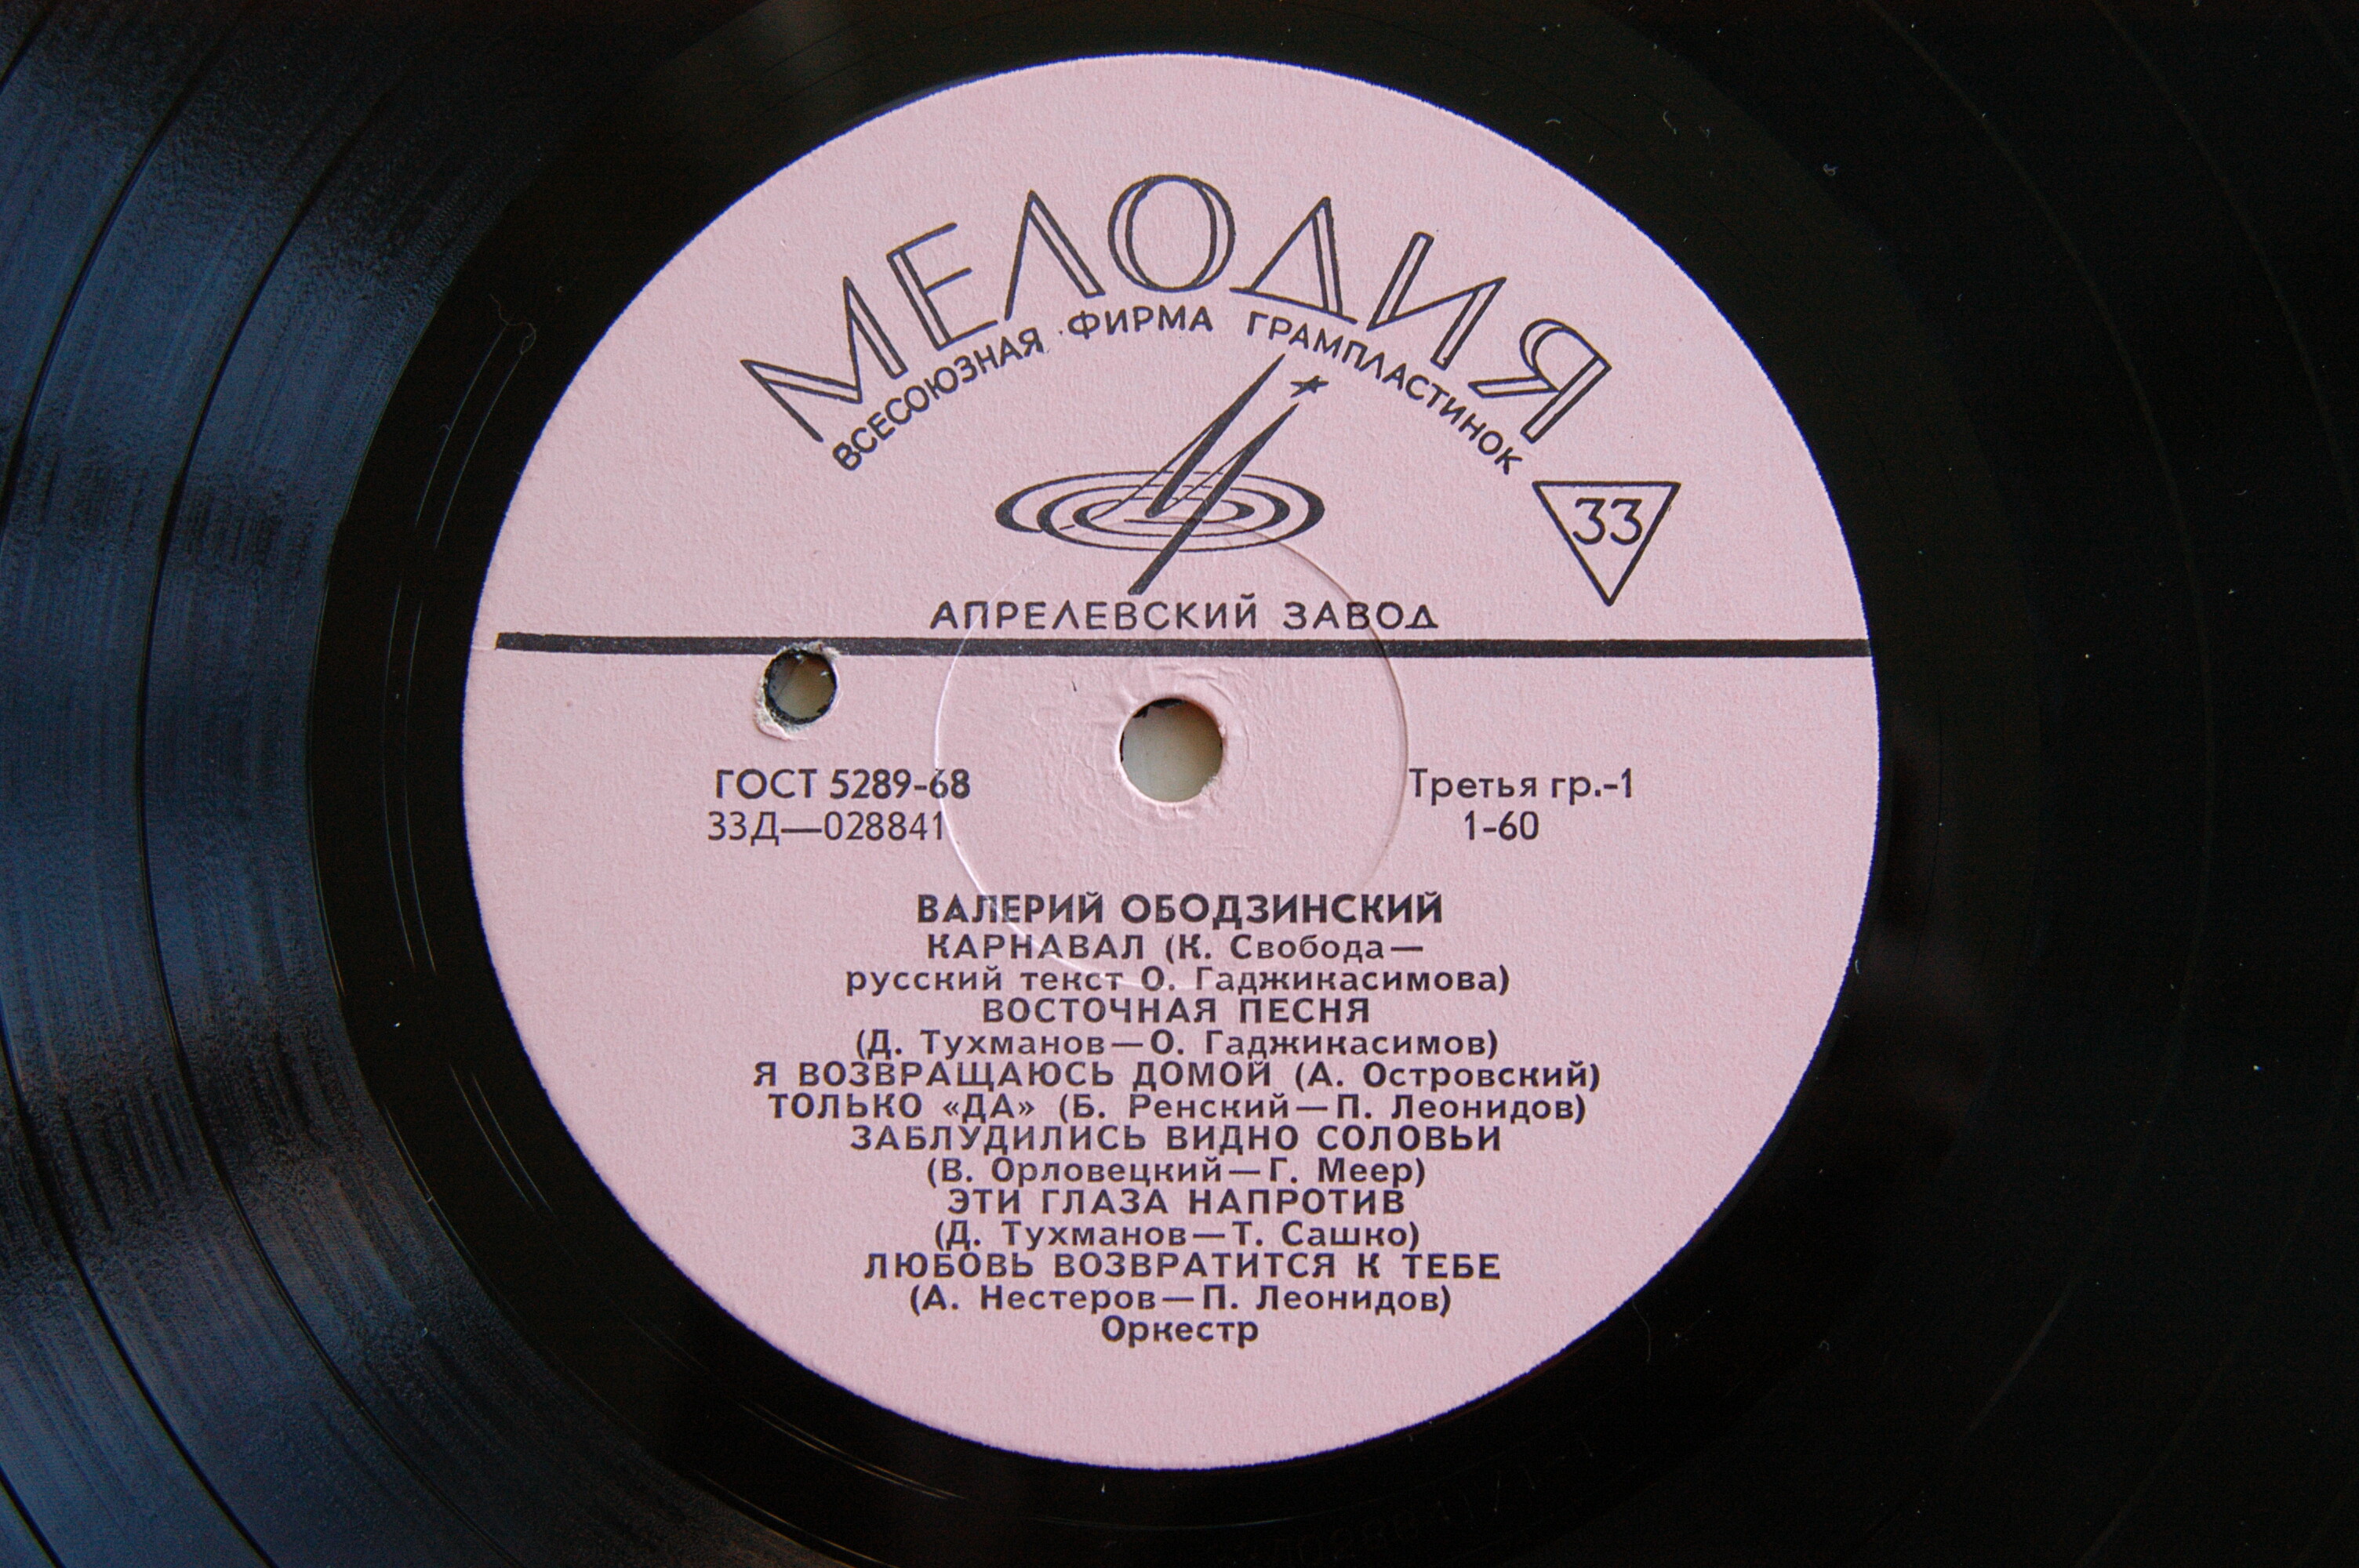 МЕЛОДИЯ
ВСЕСОЮЗНАЯ ФИРМА ГРАМПЛАСТИНОК
33
АПРЕЛЕВСКИЙ ЗАВОД
ГОСТ 5289-68
Третья гр.-1
33Д—028841
1-60
ВАЛЕРИЙ ОБОДЗИНСКИЙ
КАРНАВАЛ (К. Свобода—
русский текст О. Гаджикасимова)
ВОСТОЧНАЯ ПЕСНЯ
(Д. Тухманов—О. Гаджикасимов)
Я ВОЗВРАЩАЮСЬ ДОМОЙ (А. Островский)
ТОЛЬКО «ДА» (Б. Ренский—П. Леонидов)
ЗАБЛУДИЛИСЬ ВИДНО СОЛОВЬИ
(В. Орловецкий—Г. Меер)
ЭТИ ГЛАЗА НАПРОТИВ
(Д. Тухманов—Т. Сашко)
ЛЮБОВЬ ВОЗВРАТИТСЯ К ТЕБЕ
(А. Нестеров—П. Леонидов)
Оркестр